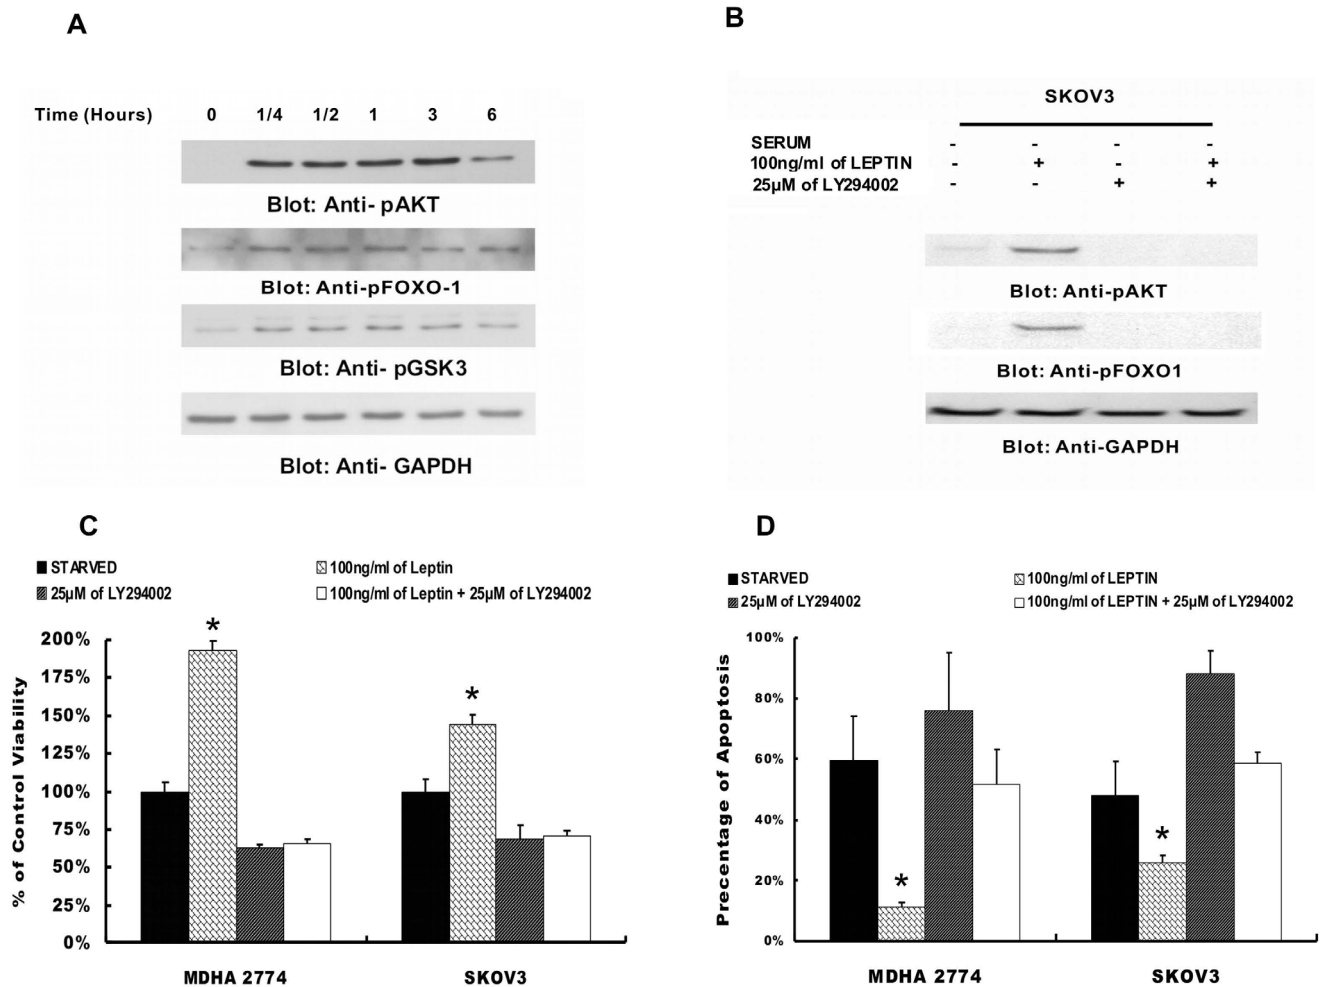 A
Time (Hours) 0 1/4 1/2 1 3 6
Blot: Anti- pAKT
Blot: Anti-pFOXO-1
Blot: Anti- pGSK3
Blot: Anti- GAPDH
B
SKOV3
SERUM - - - -
100ng/ml of LEPTIN - + - +
25µM of LY294002 - - + +
Blot: Anti-pAKT
Blot: Anti-pFOXO1
Blot: Anti-GAPDH
C
STARVED 100ng/ml of Leptin
25µM of LY294002 100ng/ml of Leptin + 25µM of LY294002
% of Control Viability
200%
175%
150%
125%
100%
75%
50%
25%
0%
*
*
MDHA 2774 SKOV3
D
STARVED 100ng/ml of LEPTIN
25µM of LY294002 100ng/ml of LEPTIN + 25µM of LY294002
Precentage of Apoptosis
100%
80%
60%
40%
20%
0%
*
*
MDHA 2774 SKOV3